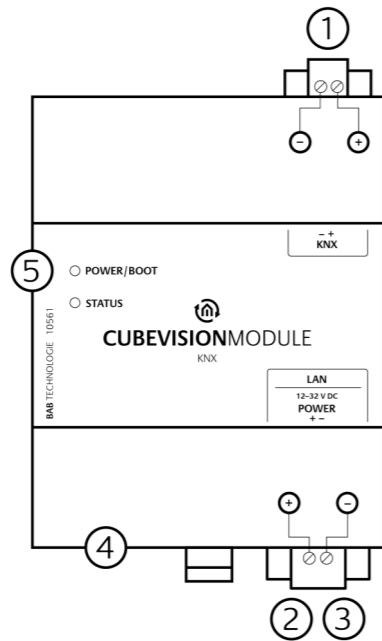 1
− +
− +
KNX
5
POWER/BOOT
STATUS
BAB TECHNOLOGIE 10561
CUBEVISIONMODULE
KNX
LAN
12–32 V DC
POWER
+ −
4
+ −
2 3